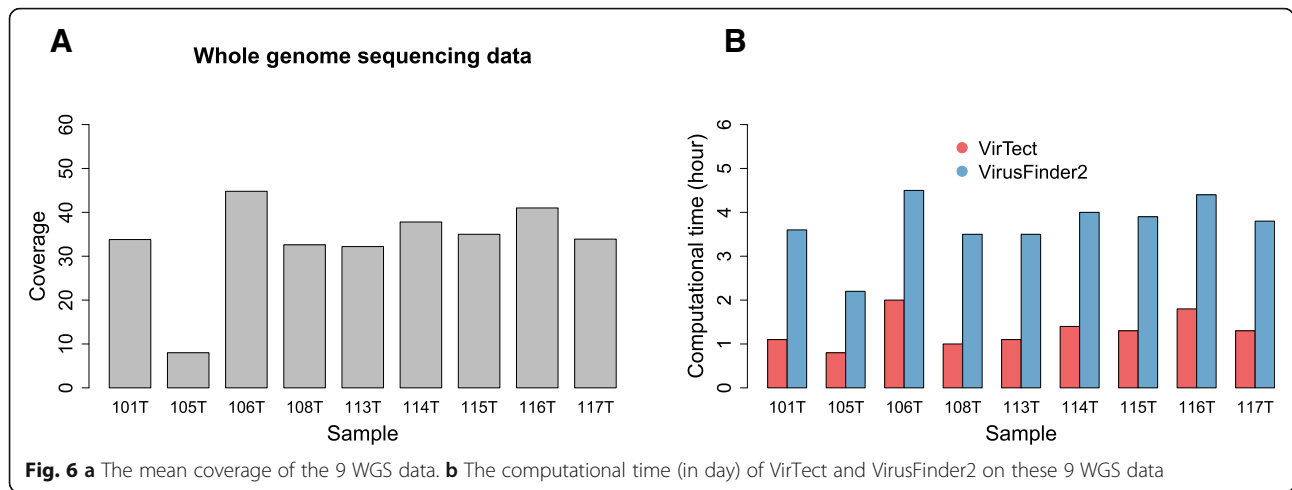 A
Whole genome sequencing data
Coverage
60
50
40
30
20
10
0
101T 105T 106T 108T 113T 114T 115T 116T 117T
Sample
B
Computational time (hour)
6
5
4
3
2
1
0
VirTect
VirusFinder2
101T 105T 106T 108T 113T 114T 115T 116T 117T
Sample
Fig. 6 a The mean coverage of the 9 WGS data. b The computational time (in day) of VirTect and VirusFinder2 on these 9 WGS data